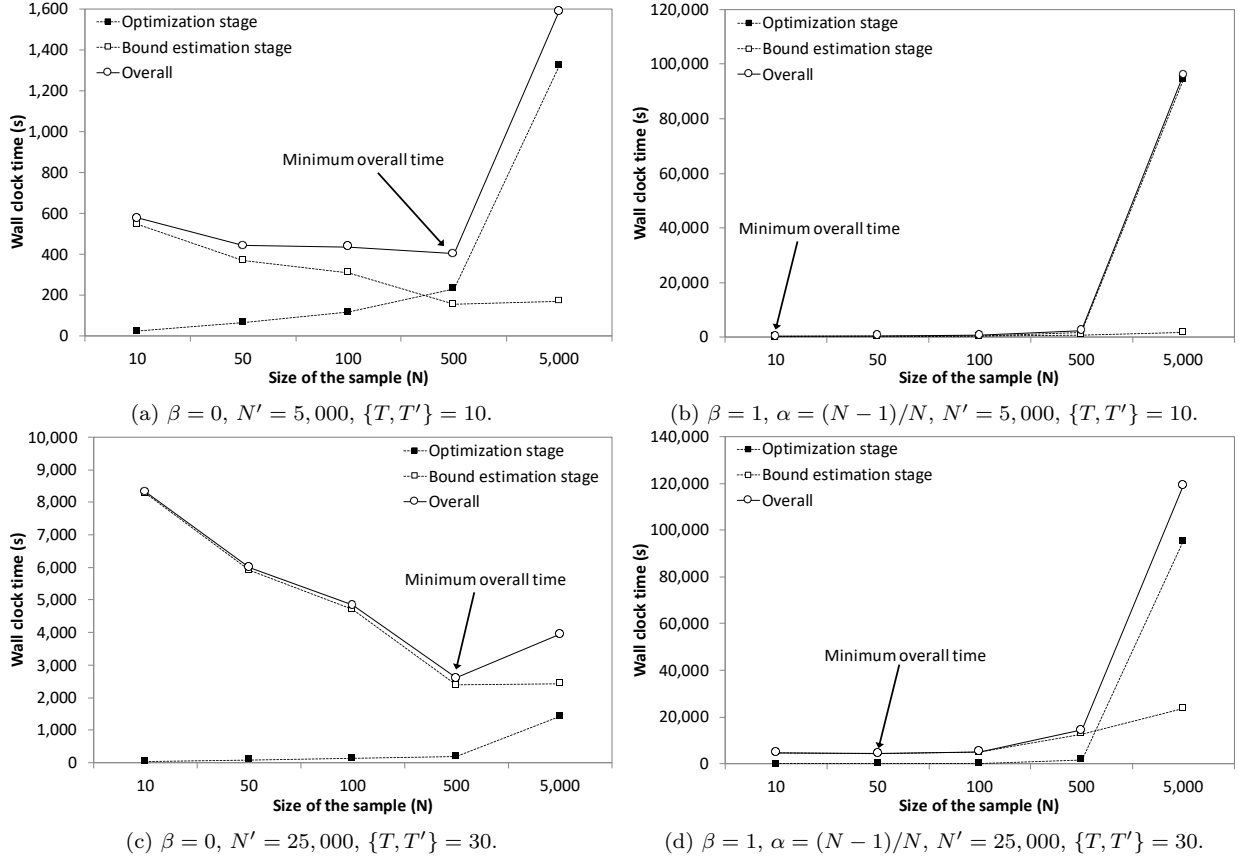 1,600
1,400
1,200
1,000
800
600
400
200
0
Wall clock time (s)
Optimization stage
Bound estimation stage
Overall
Minimum overall time
10 50 100 500 5,000
Size of the sample (N)
(a) β = 0, N′ = 5,000, {T, T′} = 10.
120,000
100,000
80,000
60,000
40,000
20,000
0
Wall clock time (s)
Optimization stage
Bound estimation stage
Overall
Minimum overall time
10 50 100 500 5,000
Size of the sample (N)
(b) β = 1, α = (N − 1)/N, N′ = 5,000, {T, T′} = 10.
10,000
9,000
8,000
7,000
6,000
5,000
4,000
3,000
2,000
1,000
0
Wall clock time (s)
Optimization stage
Bound estimation stage
Overall
Minimum overall time
10 50 100 500 5,000
Size of the sample (N)
(c) β = 0, N′ = 25,000, {T, T′} = 30.
140,000
120,000
100,000
80,000
60,000
40,000
20,000
0
Wall clock time (s)
Optimization stage
Bound estimation stage
Overall
Minimum overall time
10 50 100 500 5,000
Size of the sample (N)
(d) β = 1, α = (N − 1)/N, N′ = 25,000, {T, T′} = 30.